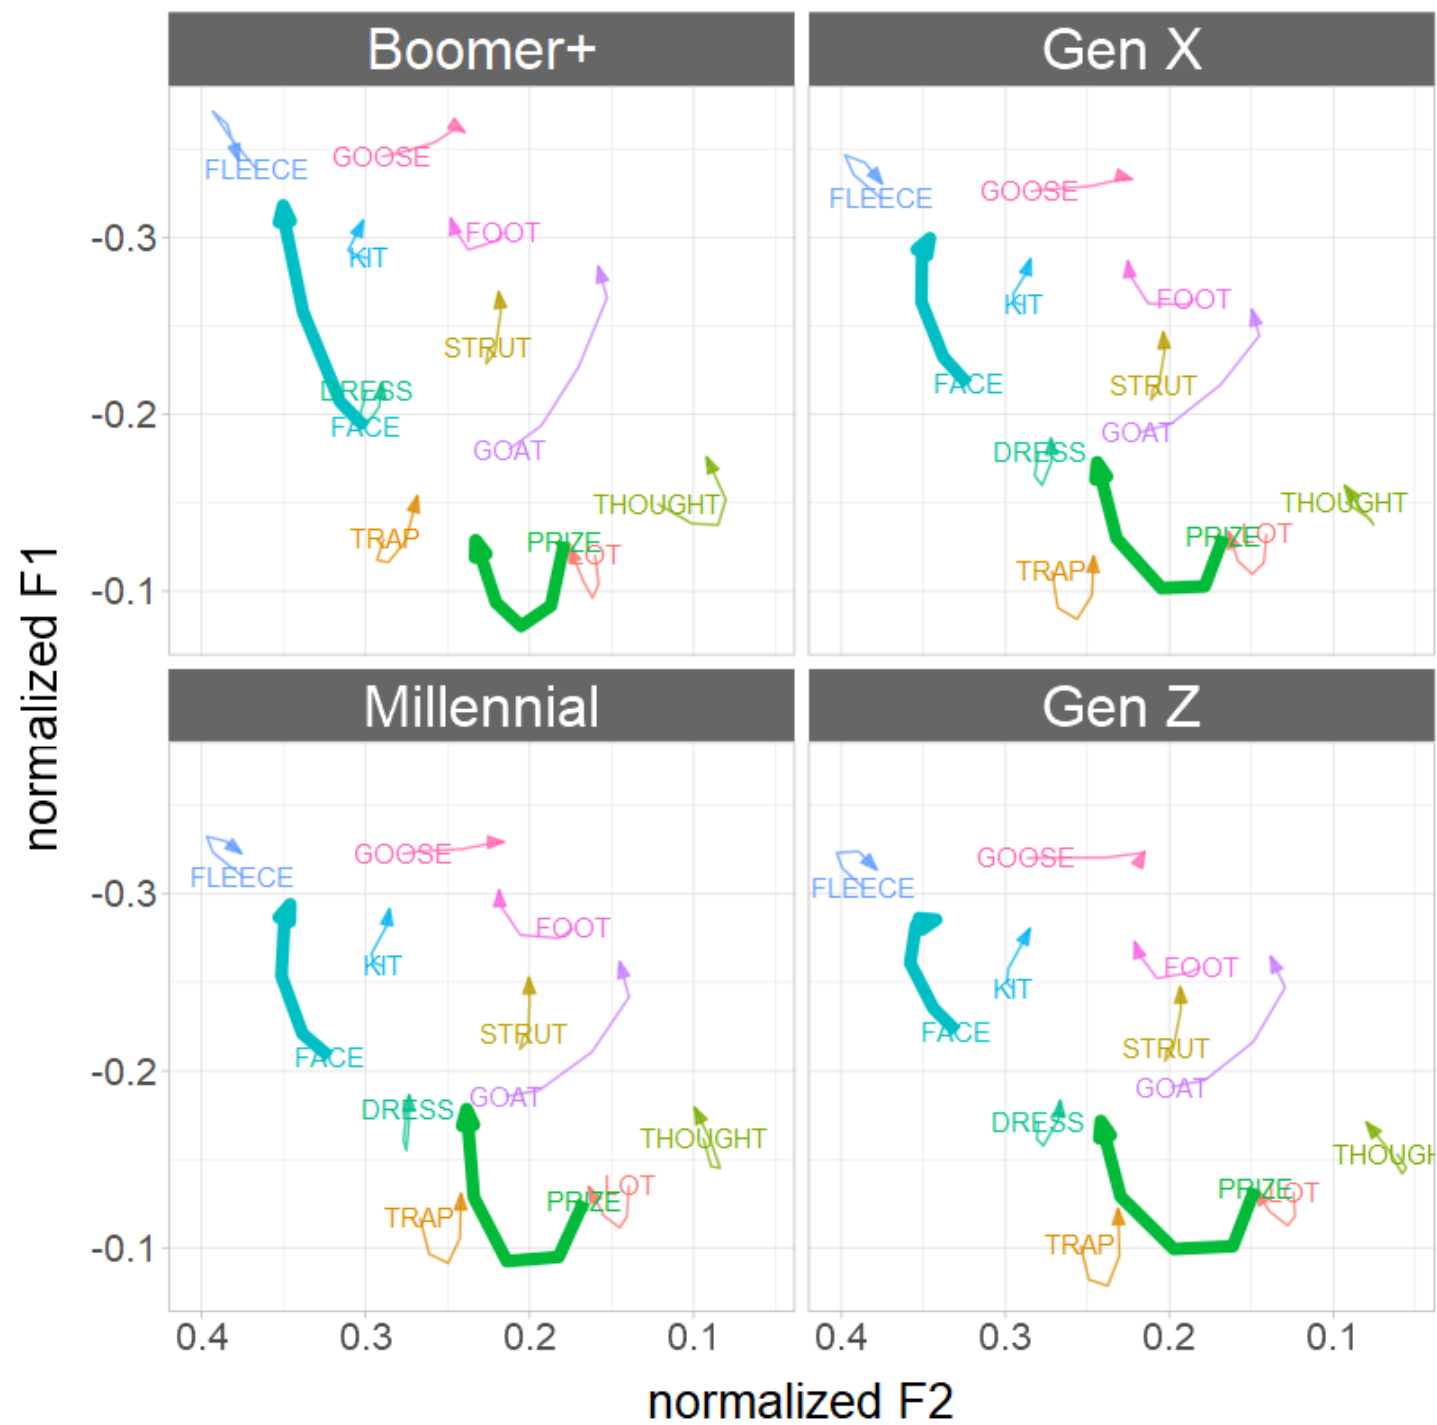 Boomer+
Gen X
FLEECE
GOOSE
KIT
FOOT
STRUT
DRESS
FACE
GOAT
THOUGHT
TRAP
PRIZE
LOT
FLEECE
GOOSE
KIT
FOOT
FACE
STRUT
GOAT
DRESS
THOUGHT
PRIZE
LOT
TRAP
-0.3
-0.2
-0.1
normalized F1
Millennial
Gen Z
GOOSE
FLEECE
FOOT
KIT
STRUT
FACE
GOAT
DRESS
THOUGHT
LOT
PRIZE
TRAP
GOOSE
FLEECE
FOOT
KIT
FACE
STRUT
GOAT
DRESS
THOUGH
PRIZE
LOT
TRAP
-0.3
-0.2
-0.1
0.4 0.3 0.2 0.1
0.4 0.3 0.2 0.1
normalized F2